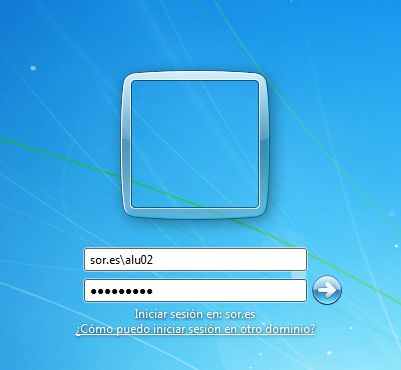 sor.es\alu02
●●●●●●●●●
Iniciar sesión en: sor.es
¿Cómo puedo iniciar sesión en otro dominio?